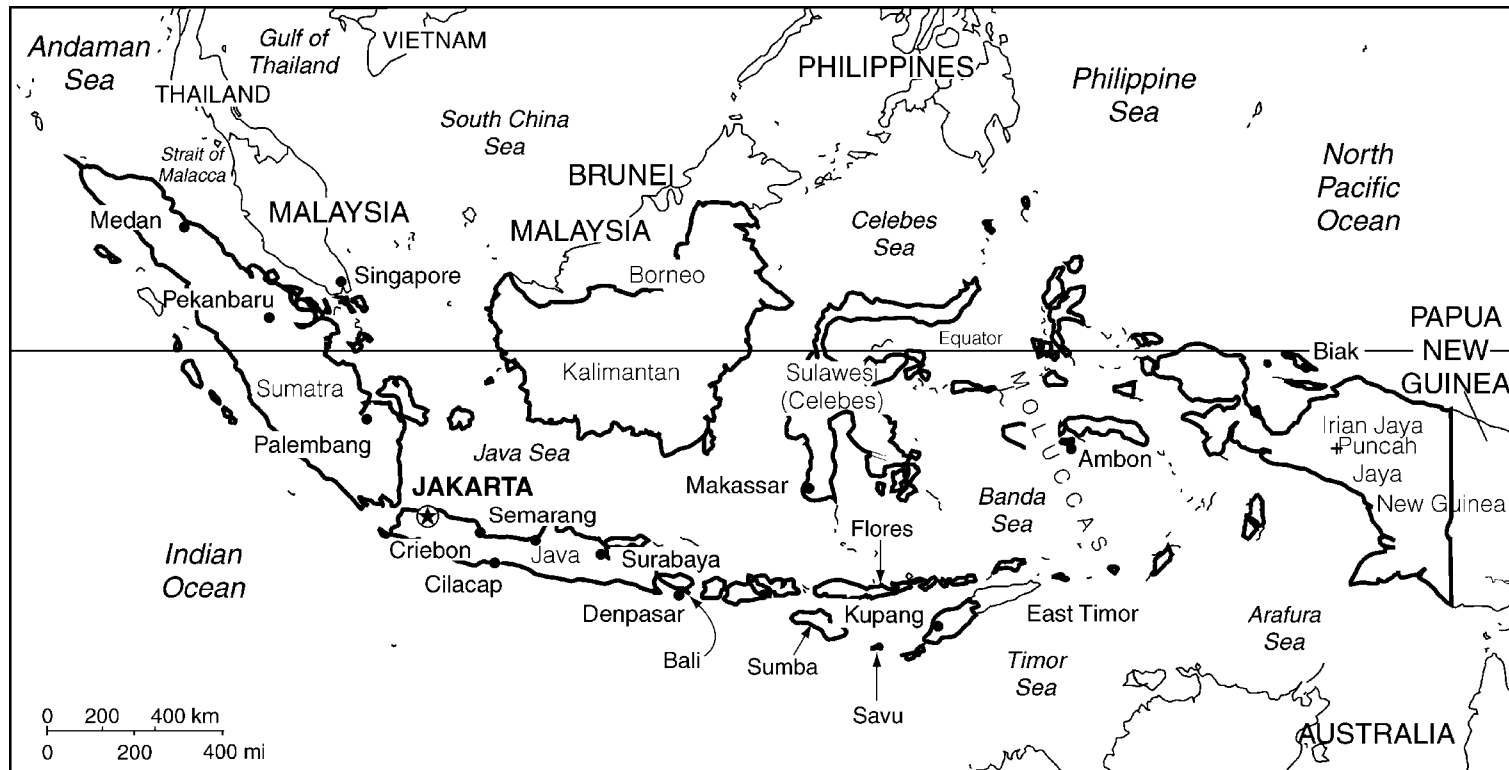 Andaman
Sea
Gulf of
Thailand
VIETNAM
THAILAND
South China
Sea
PHILIPPINES
Philippine
Sea
North
Pacific
Ocean
Strait of
Malacca
MALAYSIA
BRUNEI
MALAYSIA
Celebes
Sea
Medan
Singapore
Borneo
Pekanbaru
Equator
PAPUA
NEW
GUINEA
Biak
Sumatra
Kalimantan
Sulawesi
(Celebes)
MOLUCCAS
Palembang
Java Sea
Irian Jaya
Puncah
Jaya
Ambon
JAKARTA
Makassar
Banda
Sea
New Guinea
Semarang
Flores
Indian
Ocean
Criebon
Java
Surabaya
Cilacap
Denpasar
Kupang
East Timor
Arafura
Sea
Bali
Sumba
Timor
Sea
Savu
AUSTRALIA
0 200 400 km
0 200 400 mi